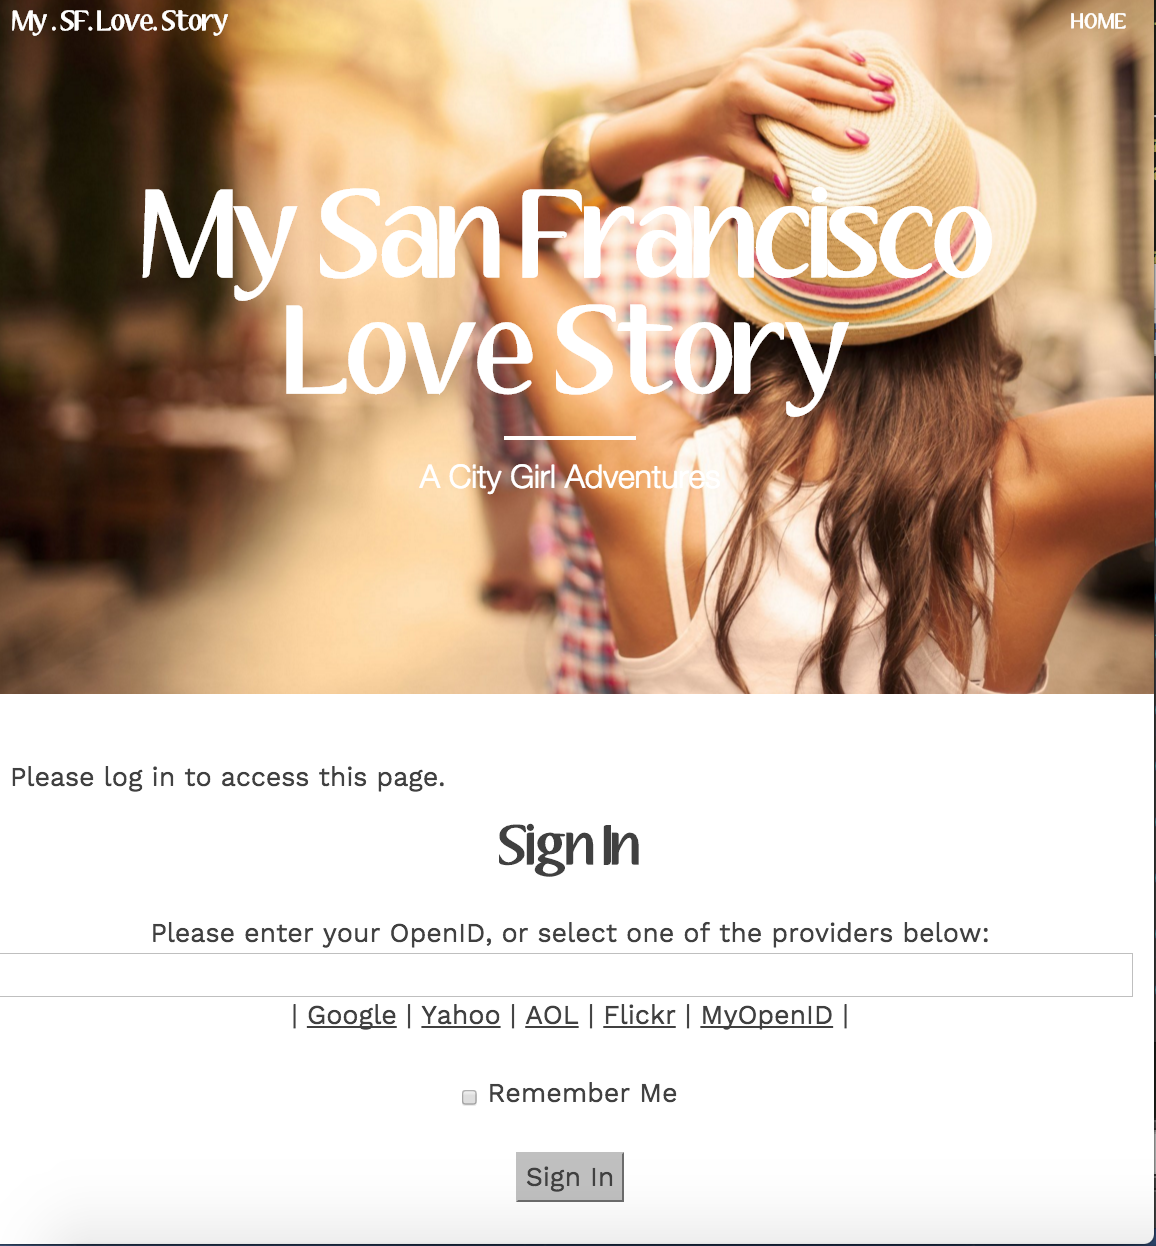 My.SF.Love.Story
HOME
My San Francisco
Love Story
A City Girl Adventures
Please log in to access this page.
Sign In
Please enter your OpenID, or select one of the providers below:
| Google | Yahoo | AOL | Flickr | MyOpenID |
Remember Me
Sign In